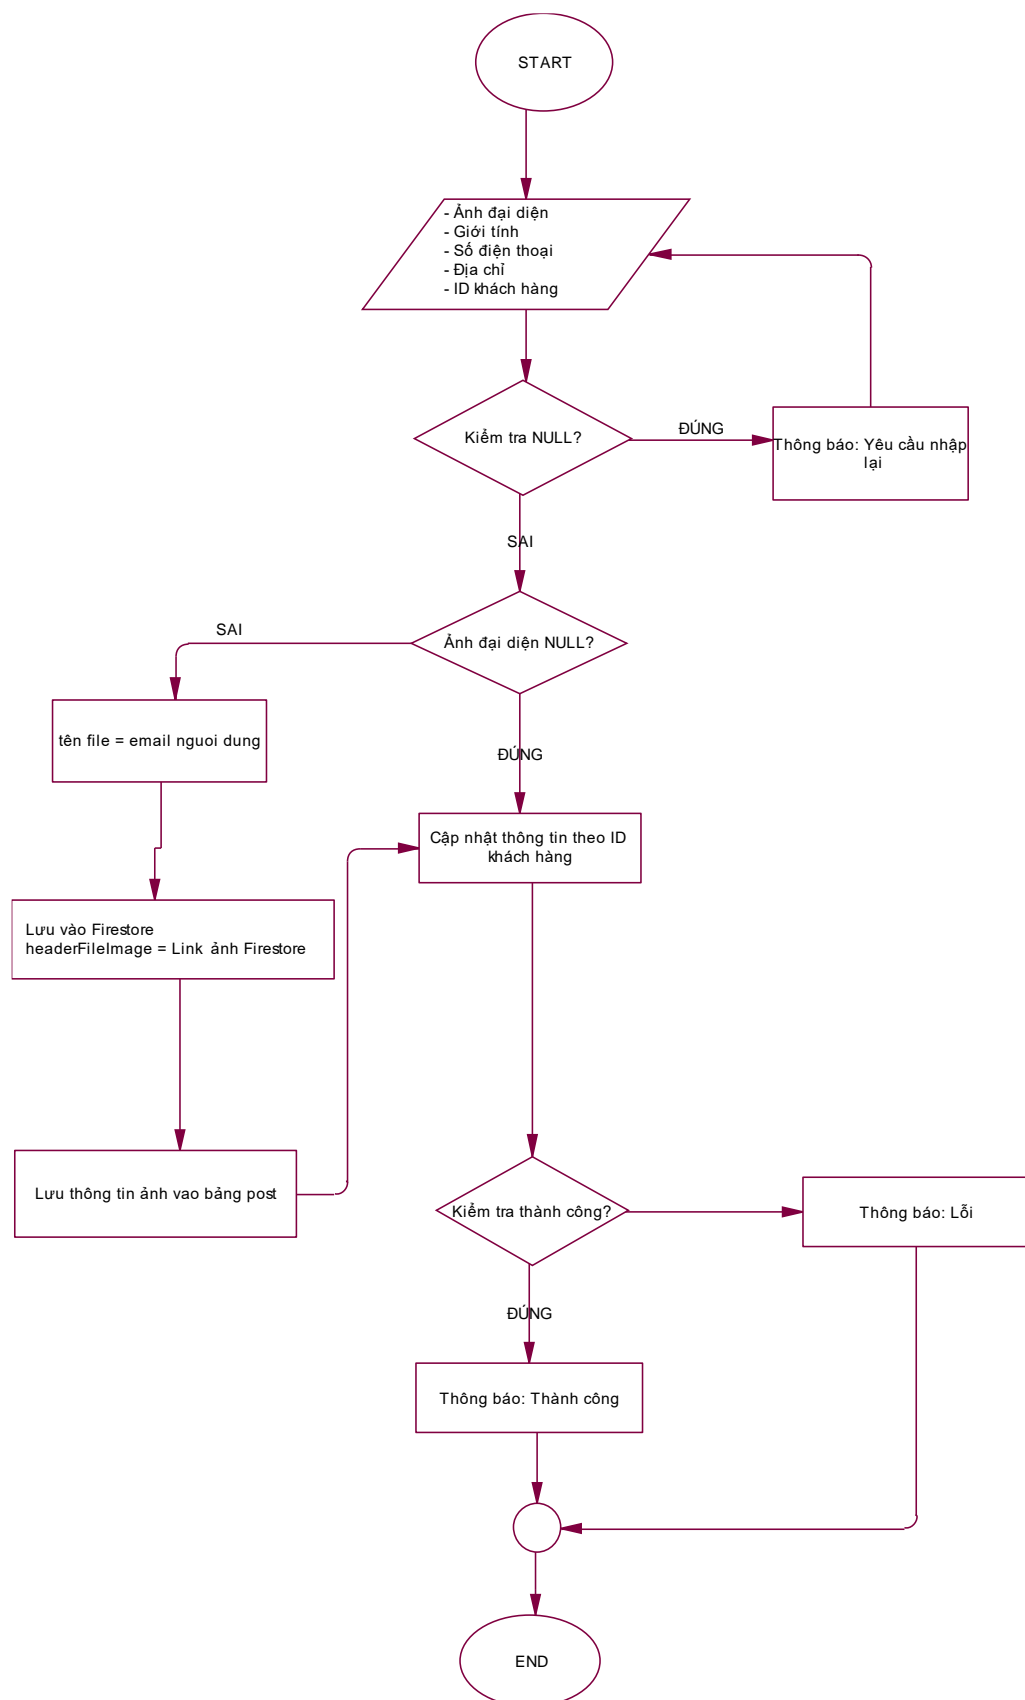 START
- Ảnh đại diện
- Giới tính
- Số điện thoại
- Địa chỉ
- ID khách hàng
Kiểm tra NULL?
ĐÚNG
Thông báo: Yêu cầu nhập
lại
SAI
Ảnh đại diện NULL?
SAI
tên file = email nguoi dung
ĐÚNG
Cập nhật thông tin theo ID
khách hàng
Lưu vào Firestore
headerFileImage = Link ảnh Firestore
Lưu thông tin ảnh vao bảng post
Kiểm tra thành công?
Thông báo: Lỗi
ĐÚNG
Thông báo: Thành công
END